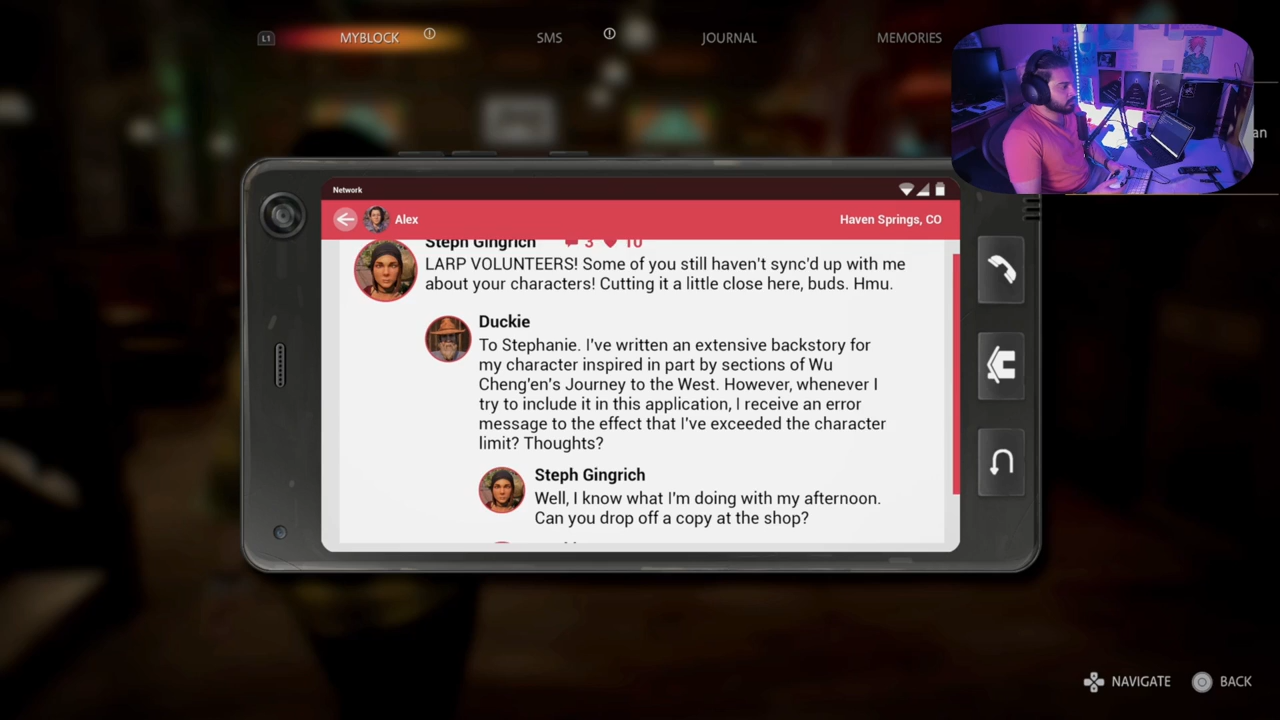 L1
MYBLOCK
SMS
JOURNAL
MEMORIES
an
Network
Alex
Haven Springs, CO
Steph Gingrich 3 10
LARP VOLUNTEERS! Some of you still haven't sync'd up with me
about your characters! Cutting it a little close here, buds. Hmu.
Duckie
To Stephanie. I've written an extensive backstory for
my character inspired in part by sections of Wu
Cheng'en's Journey to the West. However, whenever I
try to include it in this application, I receive an error
message to the effect that I've exceeded the character
limit? Thoughts?
Steph Gingrich
Well, I know what I'm doing with my afternoon.
Can you drop off a copy at the shop?
NAVIGATE
BACK